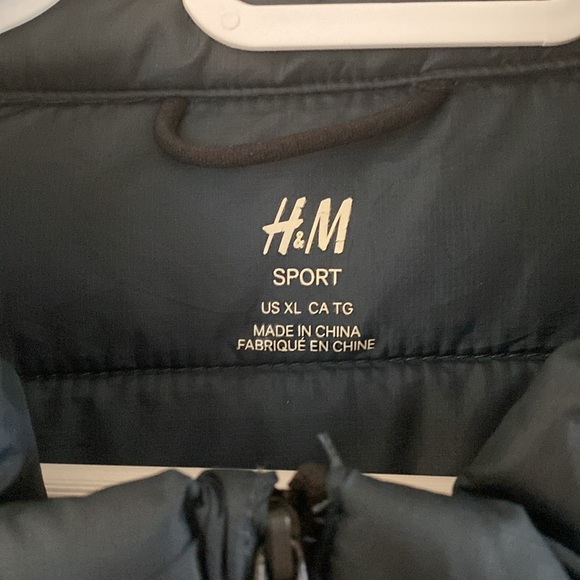 H&M
SPORT
US XL CA TG
MADE IN CHINA
FABRIQUÉ EN CHINE